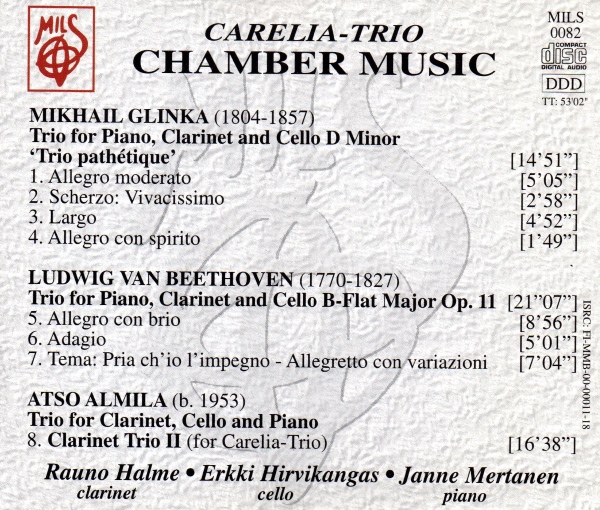 MILS
CARELIA-TRIO
CHAMBER MUSIC
MILS
0082
COMPACT
disc
DIGITAL AUDIO
DDD
TT: 53'02"
MIKHAIL GLINKA (1804-1857)
Trio for Piano, Clarinet and Cello D Minor
‘Trio pathétique’ [14’51”]
1. Allegro moderato [5’05”]
2. Scherzo: Vivacissimo [2’58”]
3. Largo [4’52”]
4. Allegro con spirito [1’49”]
LUDWIG VAN BEETHOVEN (1770-1827)
Trio for Piano, Clarinet and Cello B-Flat Major Op. 11 [21”07”]
5. Allegro con brio [8’56”]
6. Adagio [5’01”]
7. Tema: Pria ch’io l’impegno - Allegretto con variazioni [7’04”]
ISRC: FI-MMB-00-00011-18
ATSO ALMILA (b. 1953)
Trio for Clarinet, Cello and Piano
8. Clarinet Trio II (for Carelia-Trio) [16’38”]
Rauno Halme • Erkki Hirvikangas • Janne Mertanen
clarinet cello piano